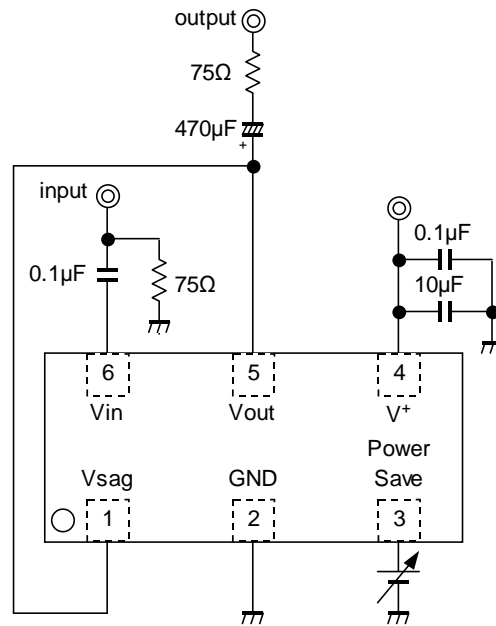 output
75Ω
470µF
+
input
0.1µF
75Ω
0.1µF
10µF
6
5
4
Vin
Vout
V+
Power
Vsag
GND
Save
1
2
3